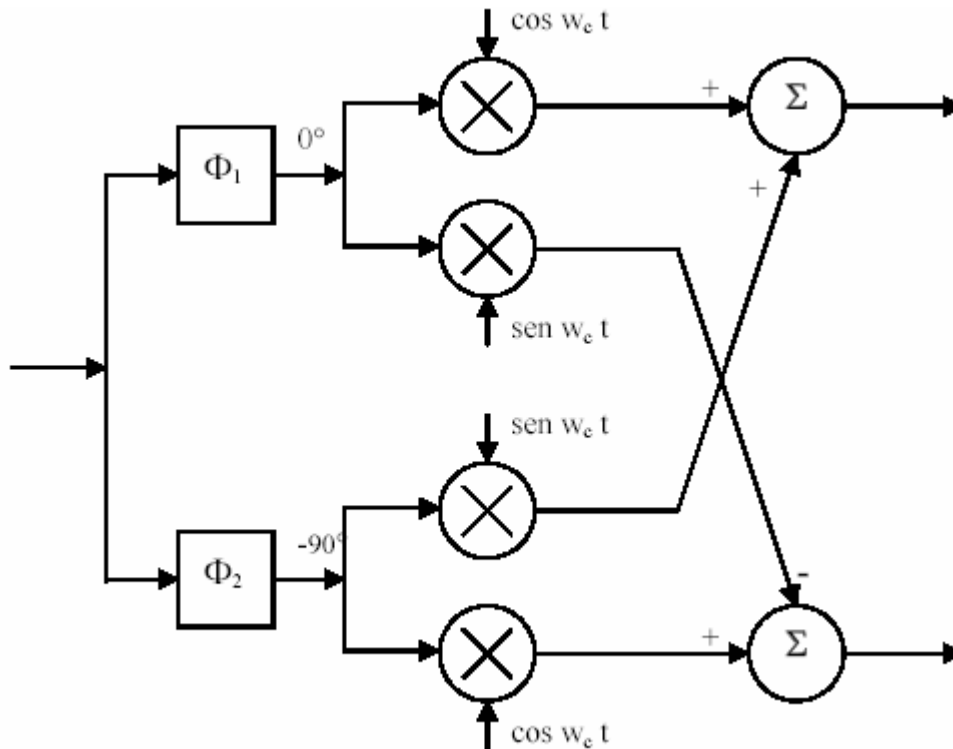 cos w_c t
+
Σ
0°
Φ₁
+
sen w_c t
sen w_c t
-90°
Φ₂
-
+
Σ
cos w_c t